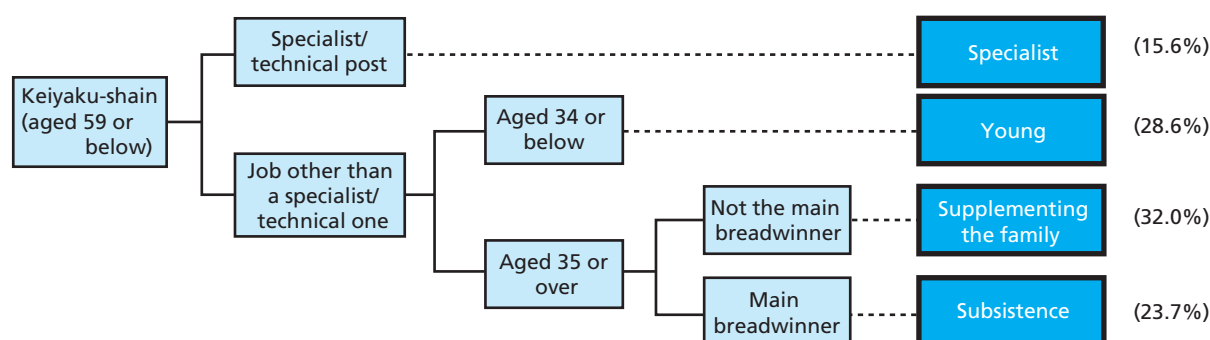 Keiyaku-shain
(aged 59 or
below)
Specialist/
technical post
Job other than
a specialist/
technical one
Aged 34 or
below
Aged 35 or
over
Not the main
breadwinner
Main
breadwinner
Specialist
(15.6%)
Young
(28.6%)
Supplementing
the family
(32.0%)
Subsistence
(23.7%)